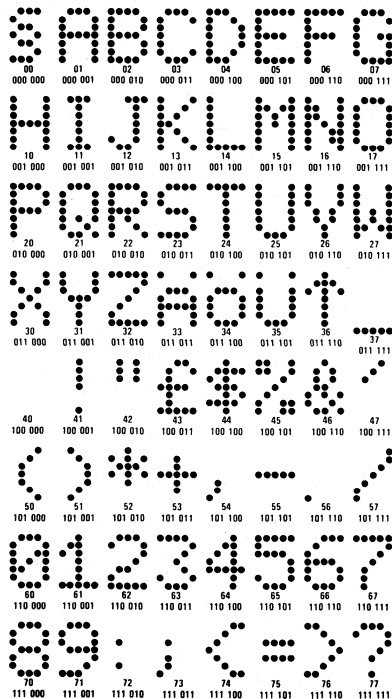 § A B C D E F G
00 01 02 03 04 05 06 07
000 000 000 001 000 010 000 011 000 100 000 101 000 110 000 111
H I J K L M N O
10 11 12 13 14 15 16 17
001 000 001 001 001 010 001 011 001 100 001 101 001 110 001 111
P Q R S T U V W
20 21 22 23 24 25 26 27
010 000 010 001 010 010 010 011 010 100 010 101 010 110 010 111
X Y Z Ä Ö Ü ↑ _
30 31 32 33 34 35 36 37
011 000 011 001 011 010 011 011 011 100 011 101 011 110 011 111
! " £ $ % & '
40 41 42 43 44 45 46 47
100 000 100 001 100 010 100 011 100 100 100 101 100 110 100 111
( ) * + , - . /
50 51 52 53 54 55 56 57
101 000 101 001 101 010 101 011 101 100 101 101 101 110 101 111
0 1 2 3 4 5 6 7
60 61 62 63 64 65 66 67
110 000 110 001 110 010 110 011 110 100 110 101 110 110 110 111
8 9 : ; < = > ?
70 71 72 73 74 75 76 77
111 000 111 001 111 010 111 011 111 100 111 101 111 110 111 111